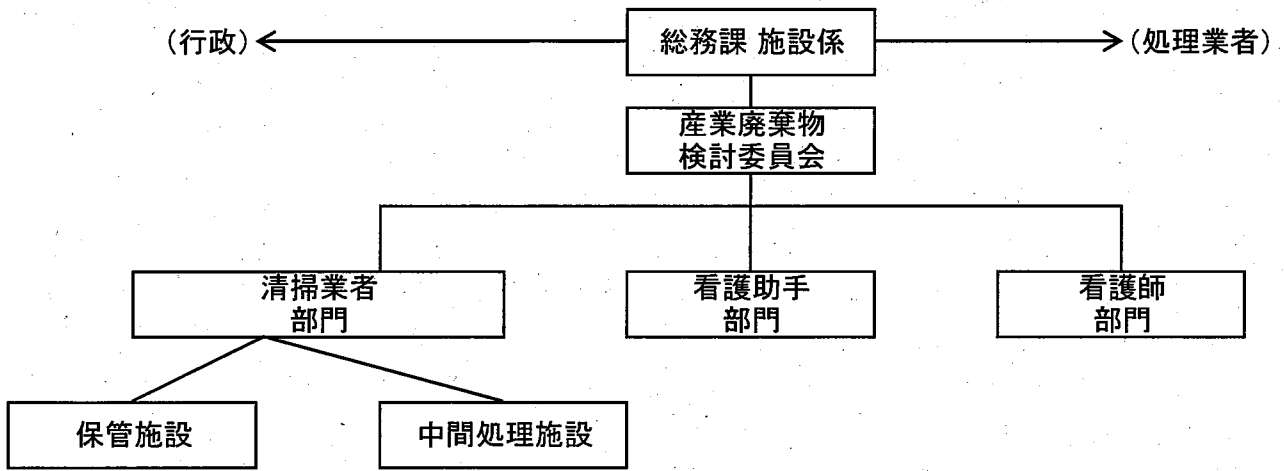 （行政）
総務課 施設係
（処理業者）
産業廃棄物
検討委員会
清掃業者
部門
看護助手
部門
看護師
部門
保管施設
中間処理施設